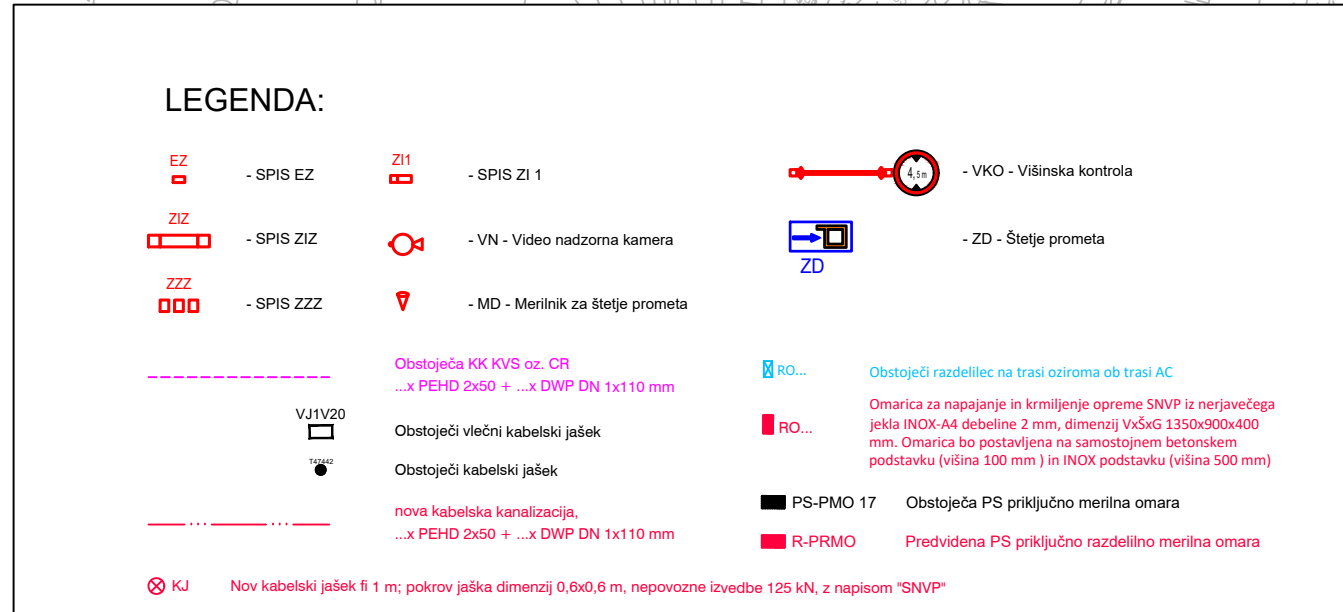 LEGENDA:
EZ
- SPIS EZ
ZI1
- SPIS ZI 1
4,5m
- VKO - Višinska kontrola
ZIZ
- SPIS ZIZ
- VN - Video nadzorna kamera
ZD
- ZD - Štetje prometa
ZZZ
- SPIS ZZZ
- MD - Merilnik za štetje prometa
Obstoječa KK KVS oz. CR
...x PEHD 2x50 + ...x DWP DN 1x110 mm
VJ1V20
Obstoječi vlečni kabelski jašek
T47442
Obstoječi kabelski jašek
nova kabelska kanalizacija,
...x PEHD 2x50 + ...x DWP DN 1x110 mm
RO...
Obstoječi razdelilec na trasi oziroma ob trasi AC
RO...
Omarica za napajanje in krmiljenje opreme SNVP iz nerjavečega
jekla INOX-A4 debeline 2 mm, dimenzij VxŠxG 1350x900x400
mm. Omarica bo postavljena na samostojnem betonskem
podstavku (višina 100 mm ) in INOX podstavku (višina 500 mm)
PS-PMO 17
Obstoječa PS priključno merilna omara
R-PRMO
Predvidena PS priključno razdelilno merilna omara
KJ
Nov kabelski jašek fi 1 m; pokrov jaška dimenzij 0,6x0,6 m, nepovozne izvedbe 125 kN, z napisom "SNVP"